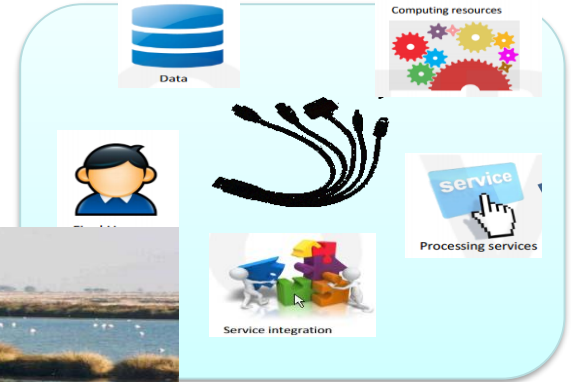 Computing resources
Data
Service
Processing services
Service integration